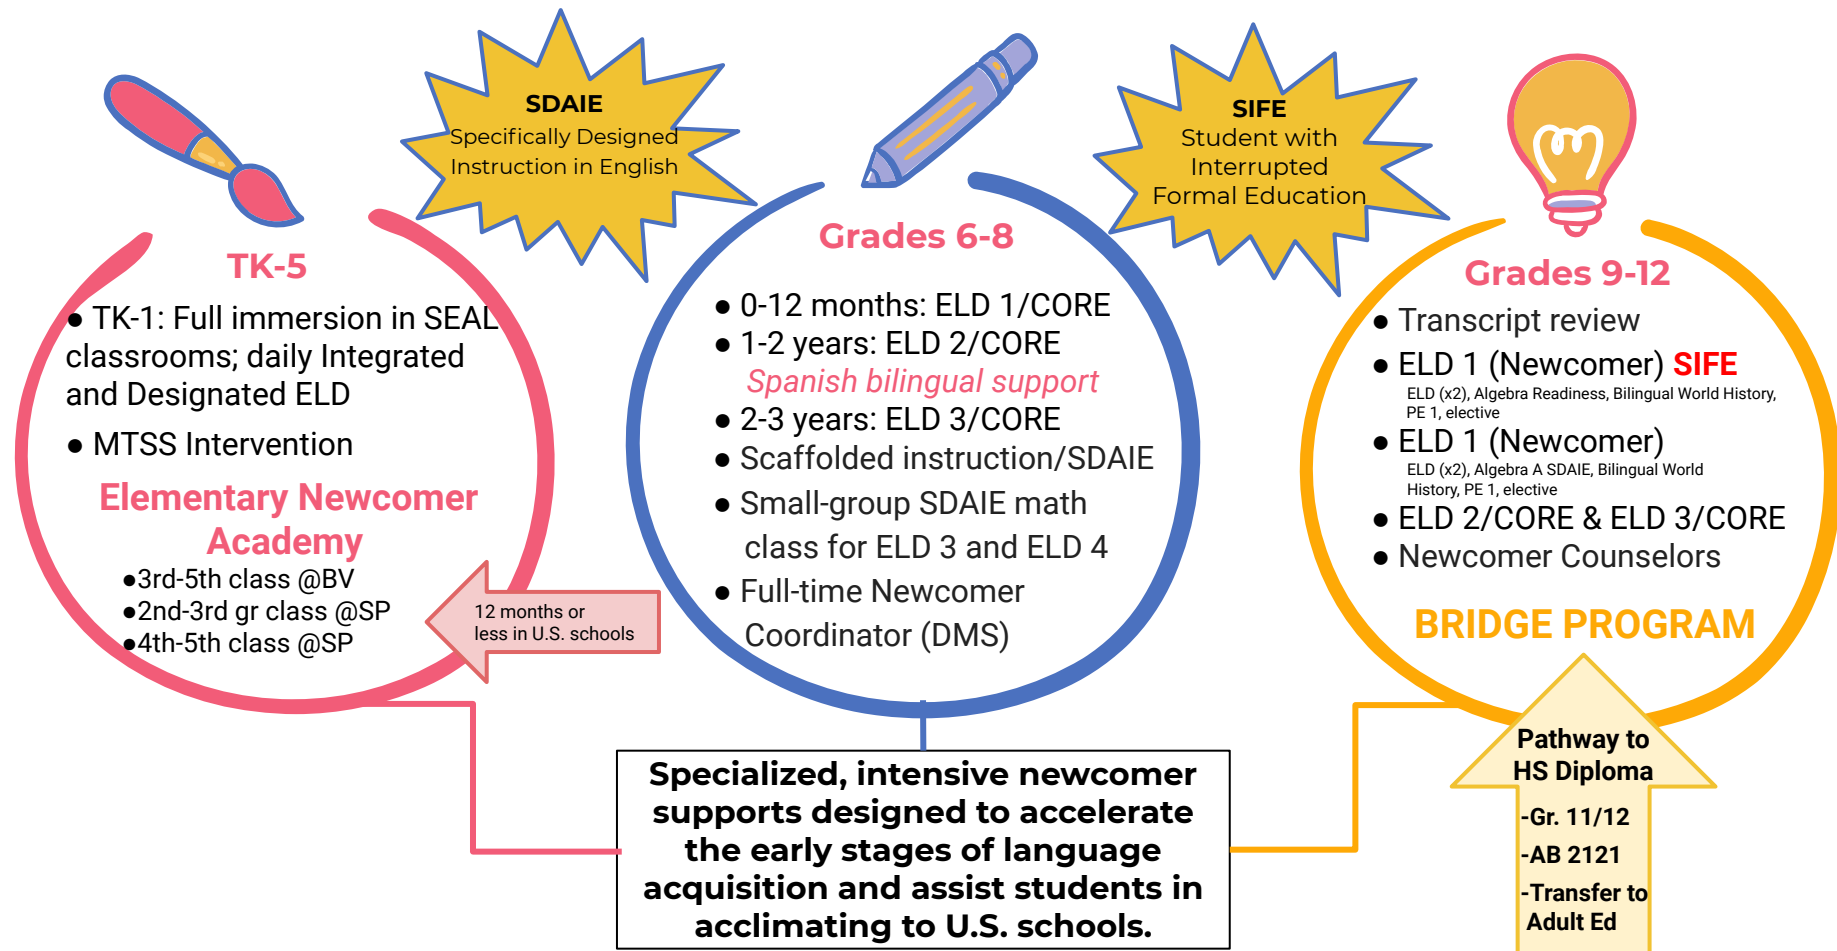 SDAIE
Specifically Designed
Instruction in English
SIFE
Student with
Interrupted
Formal Education
TK-5
● TK-1: Full immersion in SEAL
classrooms; daily Integrated
and Designated ELD
● MTSS Intervention
Elementary Newcomer
Academy
●3rd-5th class @BV
●2nd-3rd gr class @SP
●4th-5th class @SP
12 months or
less in U.S. schools
Grades 6-8
● 0-12 months: ELD 1/CORE
● 1-2 years: ELD 2/CORE
Spanish bilingual support
● 2-3 years: ELD 3/CORE
● Scaffolded instruction/SDAIE
● Small-group SDAIE math
class for ELD 3 and ELD 4
● Full-time Newcomer
Coordinator (DMS)
Grades 9-12
● Transcript review
● ELD 1 (Newcomer) SIFE
ELD (x2), Algebra Readiness, Bilingual World History,
PE 1, elective
● ELD 1 (Newcomer)
ELD (x2), Algebra A SDAIE, Bilingual World
History, PE 1, elective
● ELD 2/CORE & ELD 3/CORE
● Newcomer Counselors
BRIDGE PROGRAM
Pathway to
HS Diploma
-Gr. 11/12
-AB 2121
-Transfer to
Adult Ed
Specialized, intensive newcomer
supports designed to accelerate
the early stages of language
acquisition and assist students in
acclimating to U.S. schools.